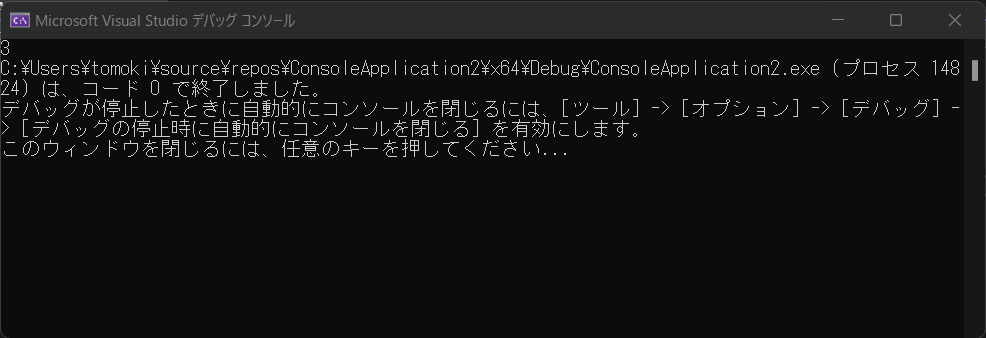 Microsoft Visual Studio デバッグ コンソール
3
C:¥Users¥tomoki¥source¥repos¥ConsoleApplication2¥x64¥Debug¥ConsoleApplication2.exe (プロセス 148
24) は、コード 0 で終了しました。
デバッグが停止したときに自動的にコンソールを閉じるには、[ツール] -> [オプション] -> [デバッグ] -
> [デバッグの停止時に自動的にコンソールを閉じる] を有効にします。
このウィンドウを閉じるには、任意のキーを押してください...